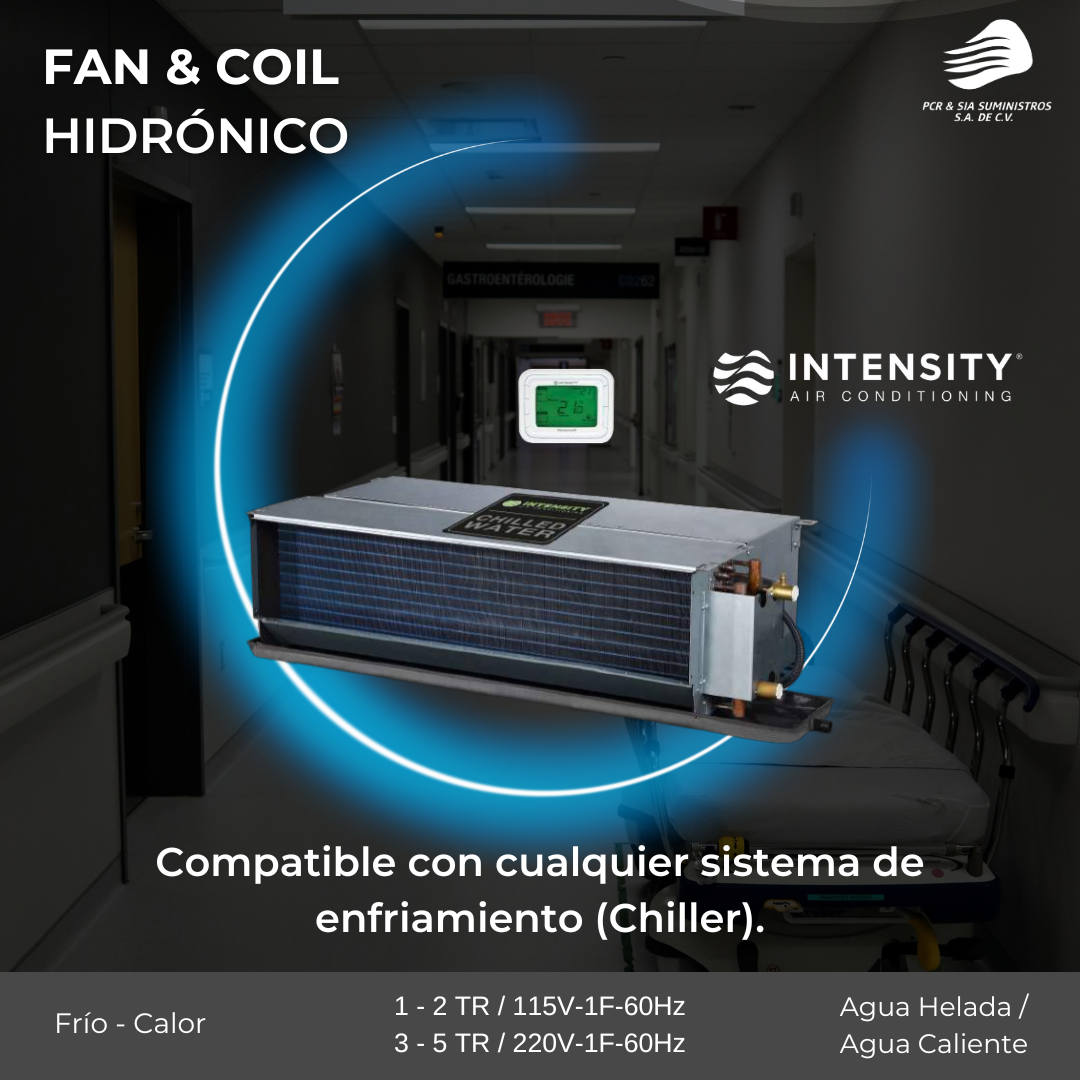 FAN & COIL
HIDRÓNICO
PCR & SIA SUMINISTROS
S.A. DE C.V.
GASTROENTÉROLOGIE
INTENSITY®
AIR CONDITIONING
26
INTENSITY
CHILLED
WATER
Compatible con cualquier sistema de
enfriamiento (Chiller).
Frío - Calor
1 - 2 TR / 115V-1F-60Hz
3 - 5 TR / 220V-1F-60Hz
Agua Helada /
Agua Caliente